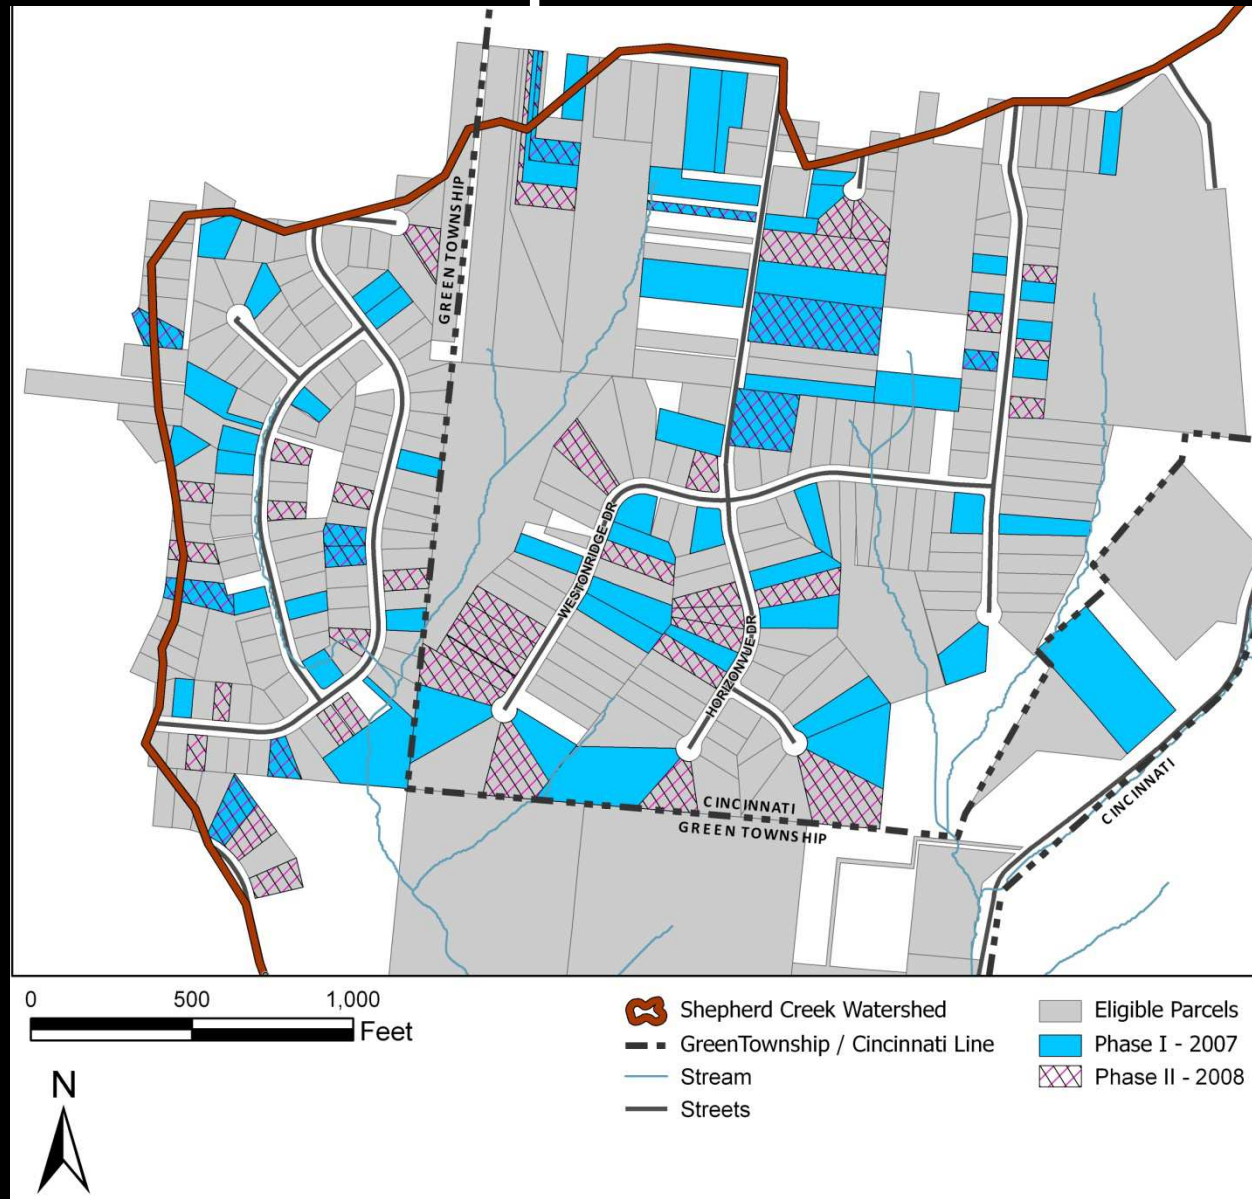 GREEN TOWNSHIP
WESTONRIDGE DR
HORIZONVUE DR
CINCINNATI
GREEN TOWNSHIP
CINCINNATI
0 500 1,000
Feet
N
Shepherd Creek Watershed
GreenTownship / Cincinnati Line
Stream
Streets
Eligible Parcels
Phase I - 2007
Phase II - 2008